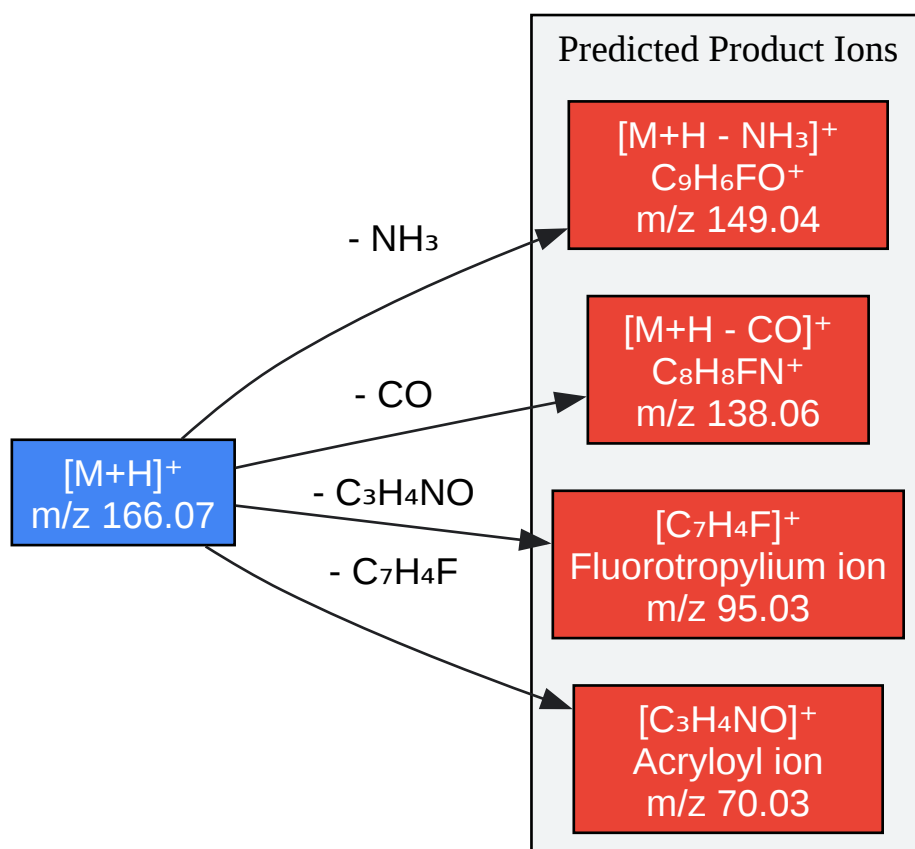 Predicted Product Ions
[M+H - NH₃]⁺
C₉H₆FO⁺
m/z 149.04
- NH₃
[M+H - CO]⁺
C₈H₈FN⁺
m/z 138.06
- CO
[M+H]⁺
m/z 166.07
- C₃H₄NO
[C₇H₄F]⁺
Fluorotropylium ion
m/z 95.03
- C₇H₄F
[C₃H₄NO]⁺
Acryloyl ion
m/z 70.03